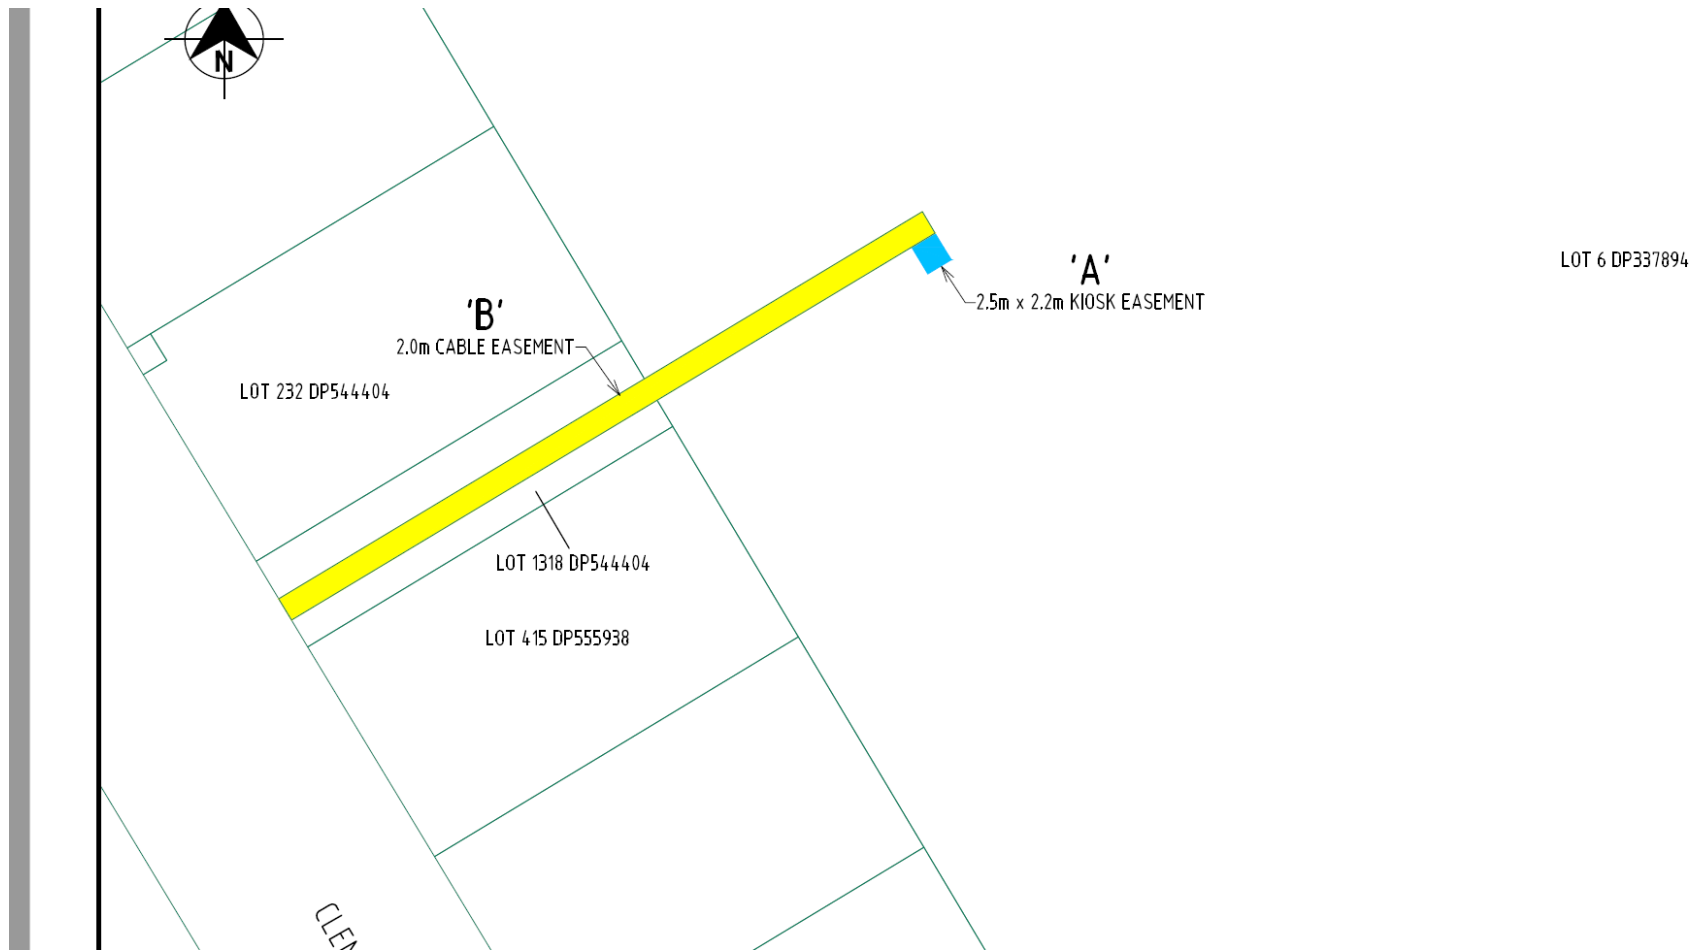 N
'A'
LOT 6 DP337894
2.5m x 2.2m KIOSK EASEMENT
'B'
2.0m CABLE EASEMENT
LOT 232 DP544404
LOT 1318 DP544404
LOT 415 DP555938